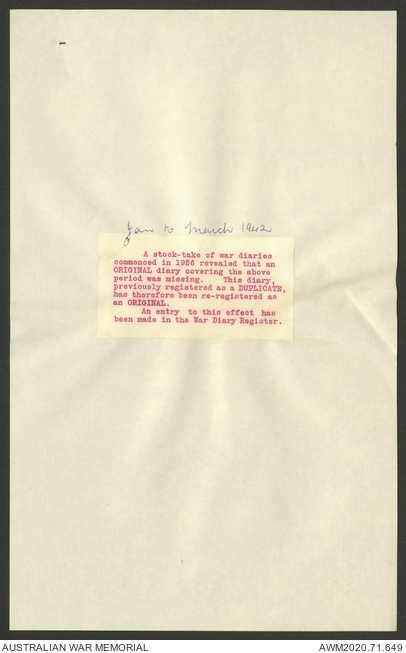 Jan to March 1942
A stock-take of war diaries
commenced in 1956 revealed that an
ORIGINAL diary covering the above
period was missing. This diary,
previously registered as a DUPLICATE,
has therefore been re-registered as
an ORIGINAL.
An entry to this effect has
been made in the War Diary Register.
AUSTRALIAN WAR MEMORIAL
AWM2020.71.649